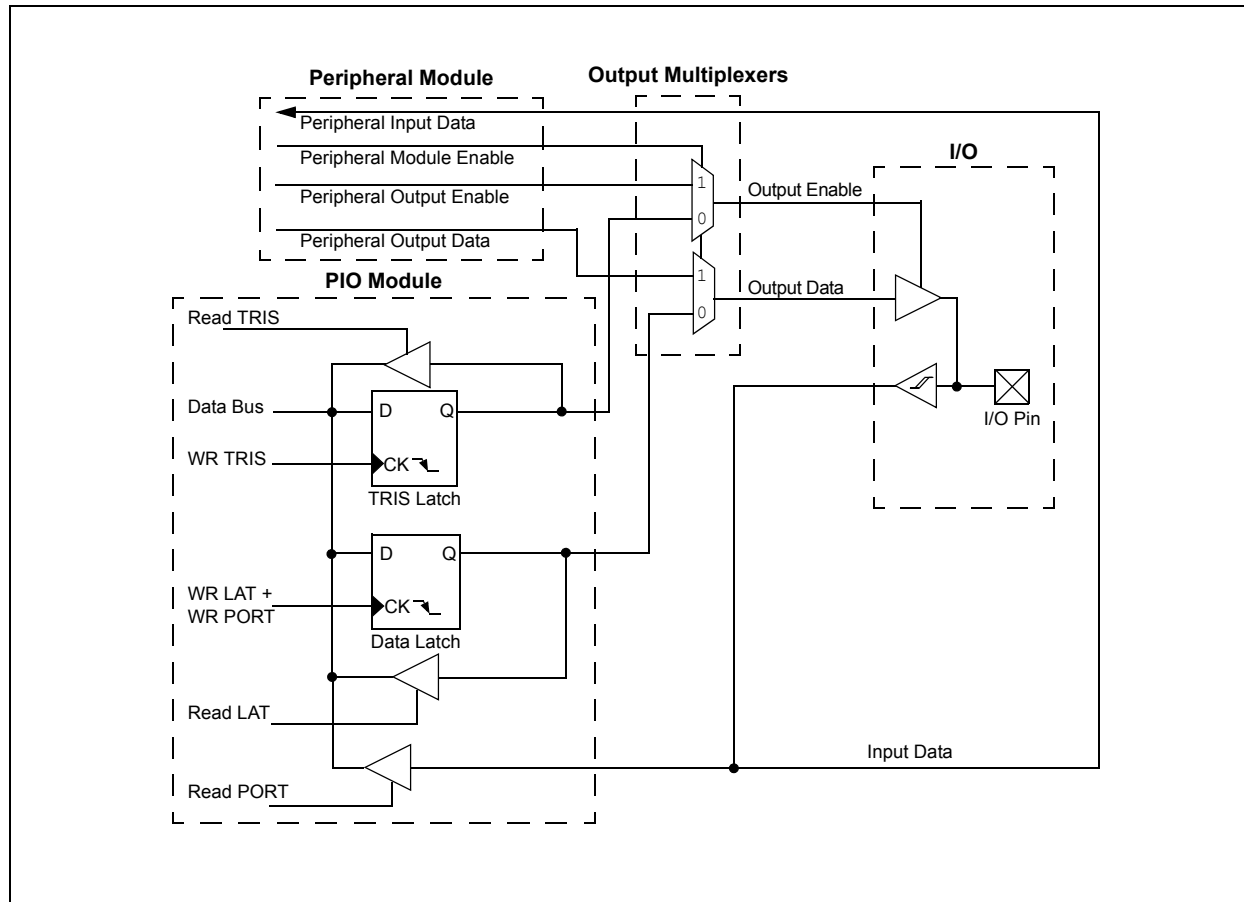 Peripheral Module
Output Multiplexers
Peripheral Input Data
Peripheral Module Enable
I/O
Peripheral Output Enable
1
Output Enable
0
Peripheral Output Data
PIO Module
1
Output Data
0
Read TRIS
Data Bus
D
Q
I/O Pin
WR TRIS
CK
TRIS Latch
D
Q
WR LAT +
WR PORT
CK
Data Latch
Read LAT
Input Data
Read PORT